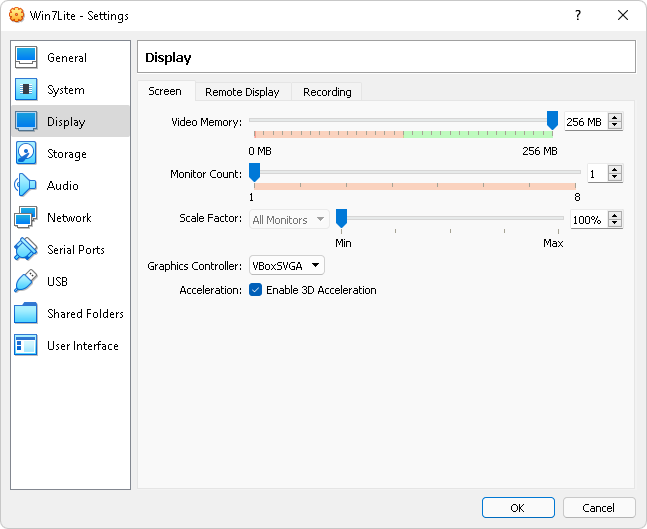 Win7Lite - Settings
?
General
System
Display
Storage
Audio
Network
Serial Ports
USB
Shared Folders
User Interface
Display
Screen
Remote Display
Recording
Video Memory:
256 MB
0 MB
256 MB
Monitor Count:
1
1
8
Scale Factor:
All Monitors
100%
Min
Max
Graphics Controller:
VBoxSVGA
Acceleration:
Enable 3D Acceleration
OK
Cancel